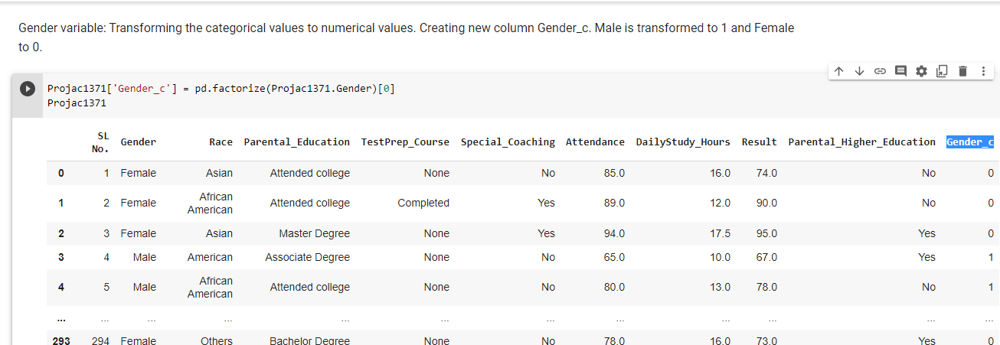 Gender variable: Transforming the categorical values to numerical values. Creating new column Gender_c. Male is transformed to 1 and Female
to 0.
Projac1371['Gender_c'] = pd.factorize(Projac1371.Gender)[0]
Projac1371
SL No. Gender Race Parental_Education TestPrep_Course Special_Coaching Attendance DailyStudy_Hours Result Parental_Higher_Education Gender_c
0 1 Female Asian Attended college None No 85.0 16.0 74.0 No 0
1 2 Female African American Attended college Completed Yes 89.0 12.0 90.0 No 0
2 3 Female Asian Master Degree None Yes 94.0 17.5 95.0 Yes 0
3 4 Male American Associate Degree None No 65.0 10.0 67.0 Yes 1
4 5 Male African American Attended college None No 80.0 13.0 78.0 No 1
... ... ... ... ... ... ... ... ... ... ... ...
293 294 Female Others Bachelor Degree None No 78.0 16.0 73.0 Yes 0